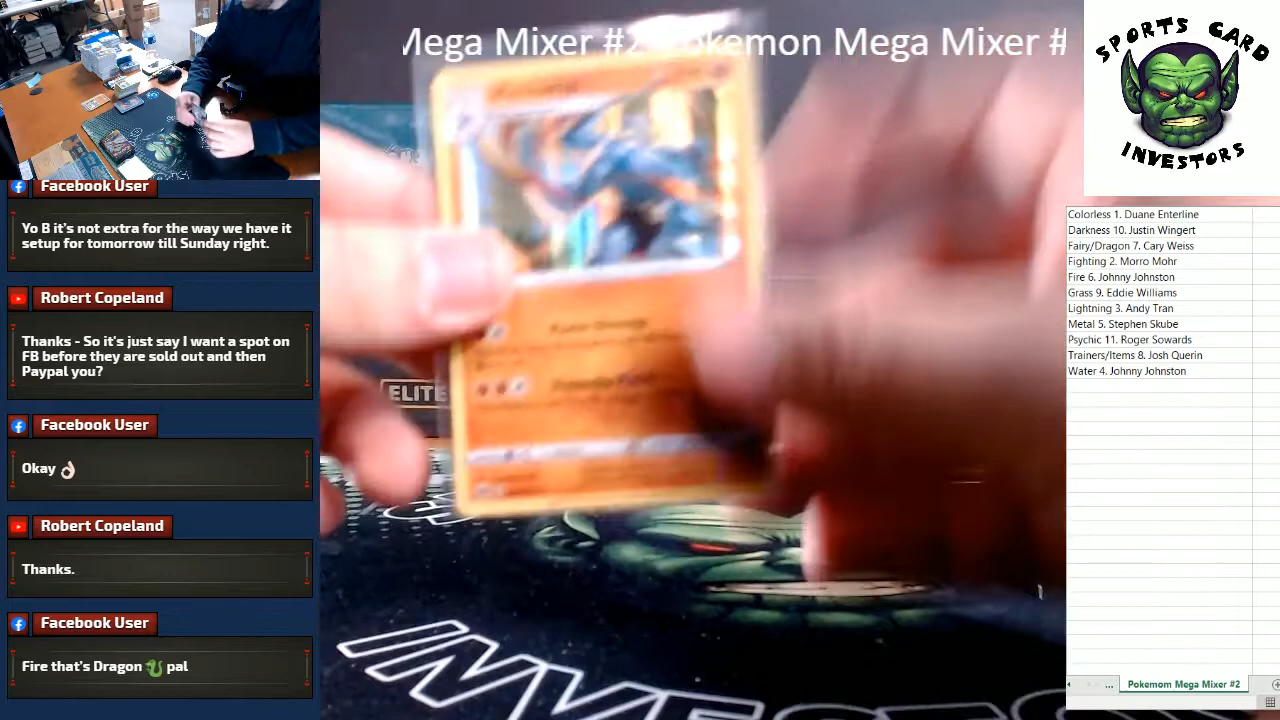 Mega Mixer #2 Pokemon Mega Mixer #
SPORTS CARD
INVESTORS
Facebook User
Yo B it's not extra for the way we have it
setup for tomorrow till Sunday right.
Robert Copeland
Thanks - So it's just say I want a spot on
FB before they are sold out and then
Paypal you?
Facebook User
Okay 👌🏻
Robert Copeland
Thanks.
Facebook User
Fire that's Dragon 🐉 pal
ELITE
INVESTO
Colorless 1. Duane Enterline
Darkness 10. Justin Wingert
Fairy/Dragon 7. Cary Weiss
Fighting 2. Morro Mohr
Fire 6. Johnny Johnston
Grass 9. Eddie Williams
Lightning 3. Andy Tran
Metal 5. Stephen Skube
Psychic 11. Roger Sowards
Trainers/Items 8. Josh Querin
Water 4. Johnny Johnston
... Pokemom Mega Mixer #2